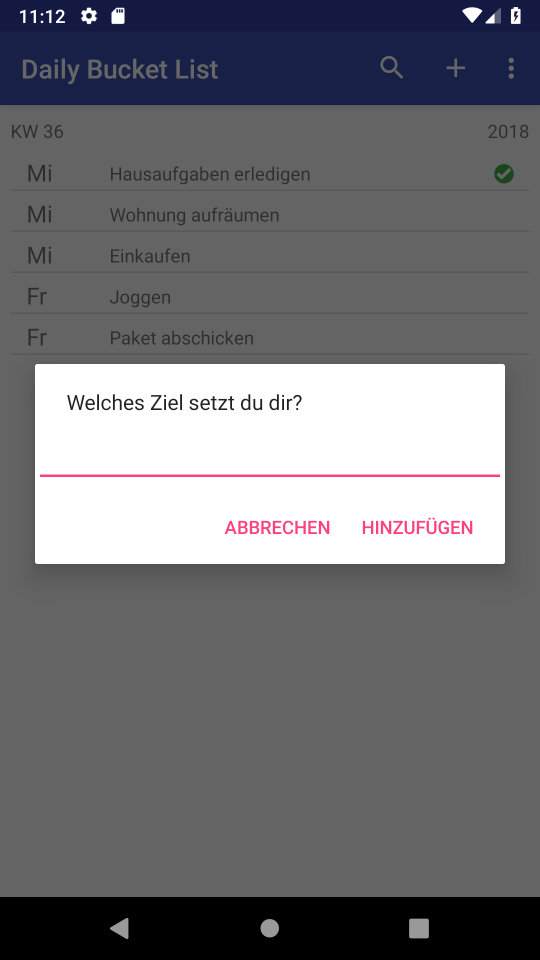 11:12
Daily Bucket List
KW 36 2018
Mi Hausaufgaben erledigen
Mi Wohnung aufräumen
Mi Einkaufen
Fr Joggen
Fr Paket abschicken
Welches Ziel setzt du dir?
ABBRECHEN HINZUFÜGEN